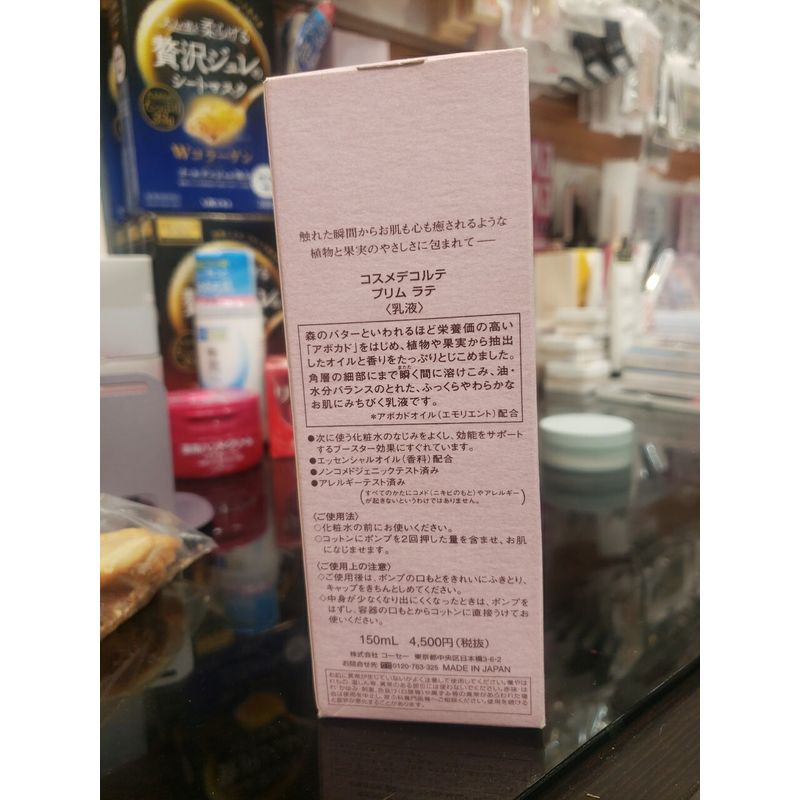 贅沢ジュレの
シートマスク
Wコラーゲン
触れた瞬間からお肌も心も癒されるような
植物と果実のやさしさに包まれて──
コスメデコルテ
プリム ラテ
〈乳液〉
森のバターといわれるほど栄養価の高い
「アボカド」をはじめ、植物や果実から抽出
したオイルと香りをたっぷりとじこめました。
角層の細部にまで瞬く間に溶けこみ、油・
水分バランスのとれた、ふっくらやわらかな
お肌にみちびく乳液です。
*アボカドオイル(エモリエント)配合
●次に使う化粧水のなじみをよくし、効能をサポート
するブースター効果にすぐれています。
●エッセンシャルオイル(香料)配合
●ノンコメドジェニックテスト済み
●アレルギーテスト済み
(すべてのかたにコメド(ニキビのもと)やアレルギー
が起きないというわけではありません。)
〈ご使用法〉
○化粧水の前にお使いください。
○コットンにポンプを2回押した量を含ませ、お肌
になじませます。
〈ご使用上の注意〉
◇ご使用後は、ポンプの口もとをきれいにふきとり、
キャップをきちんとしめてください。
◇中身が少なくなり出にくくなったときは、ポンプを
はずし、容器の口もとからコットンに直接うけてお
使いください。
150mL 4,500円(税抜)
株式会社 コーセー 東京都中央区日本橋3-6-2
お問合せ先 0120-763-325 MADE IN JAPAN